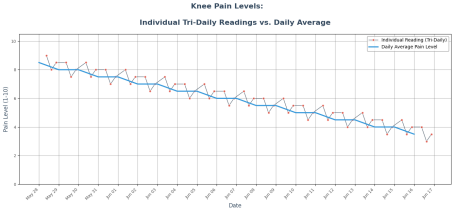 Knee Pain Levels:
Individual Tri-Daily Readings vs. Daily Average
Individual Reading (Tri-Daily)
Daily Average Pain Level
Pain Level (1-10)
10
8
6
4
2
0
May 28
May 29
May 30
May 31
Jun 01
Jun 02
Jun 03
Jun 04
Jun 05
Jun 06
Jun 07
Jun 08
Jun 09
Jun 10
Jun 11
Jun 12
Jun 13
Jun 14
Jun 15
Jun 16
Jun 17
Date